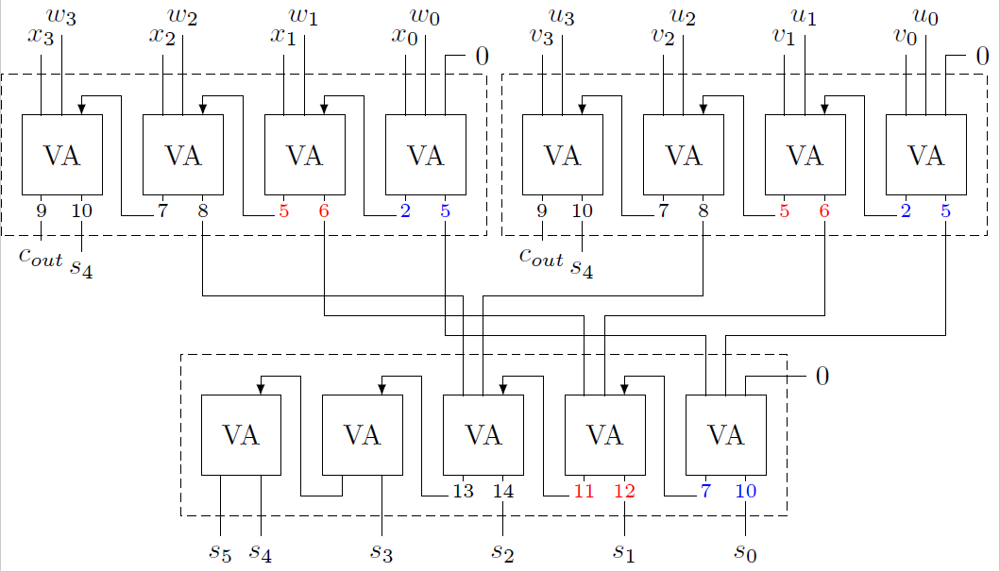 w₃ w₂ w₁ w₀ u₃ u₂ u₁ u₀
x₃ x₂ x₁ x₀ v₃ v₂ v₁ v₀
0 0
VA VA VA VA VA VA VA VA
9 10 7 8 5 6 2 5 9 10 7 8 5 6 2 5
c_out s₄ c_out s₄
0
VA VA VA VA VA
13 14 11 12 7 10
s₅ s₄ s₃ s₂ s₁ s₀